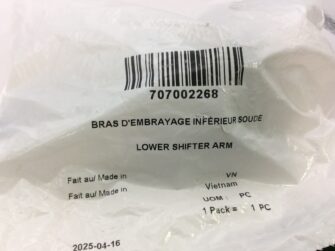 707002268
BRAS D'EMBRAYAGE INFÉRIEUR SOUDE
LOWER SHIFTER ARM
Fait au/ Made in VN
Fait au/ Made in Vietnam
UOM: PC
1 Pack = 1 PC
2025-04-16